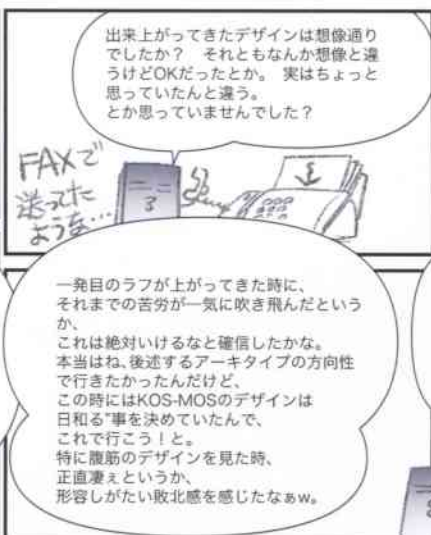 出来上がってきたデザインは想像通り
でしたか？　それともなんか想像と違
うけどOKだったとか。　実はちょっと
思っていたんと違う。
とか思っていませんでした？
FAXで
送ってた
ような…
3
一発目のラフが上がってきた時に、
それまでの苦労が一気に吹き飛んだという
か、
これは絶対いけるなと確信したかな。
本当はね、後述するアーキタイプの方向性
で行きたかったんだけど、
この時にはKOS-MOSのデザインは
日和る”事を決めていたんで、
これで行こう！と。
特に腹筋のデザインを見た時、
正直凄ぇというか、
形容しがたい敗北感を感じたなぁw。